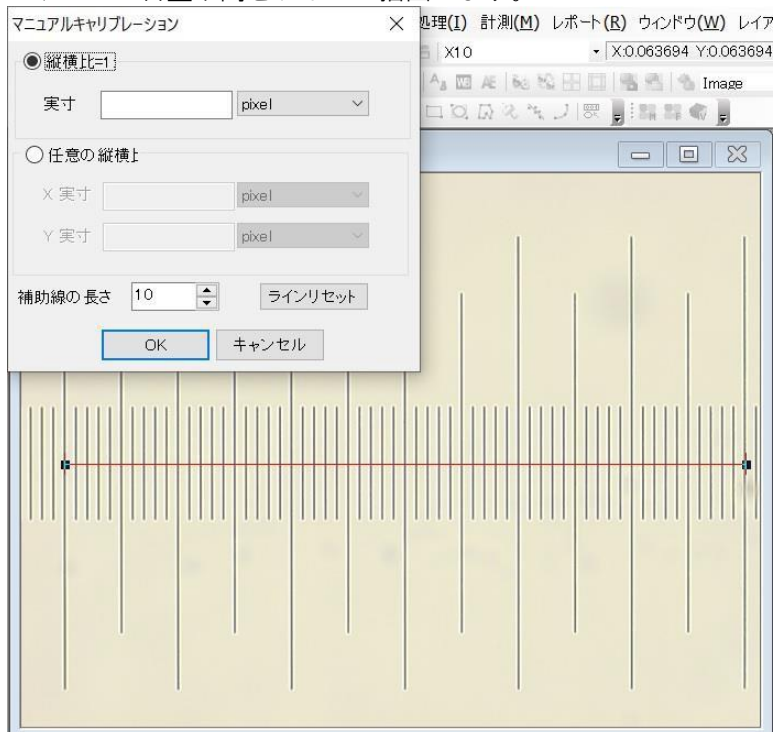 マニュアルキャリブレーション
処理(I) 計測(M) レポート(R) ウィンドウ(W) レイア
X10
X:0.063694 Y:0.063694
Image
縦横比=1
実寸
pixel
任意の縦横
X 実寸
pixel
Y 実寸
pixel
補助線の長さ
10
ラインリセット
OK
キャンセル